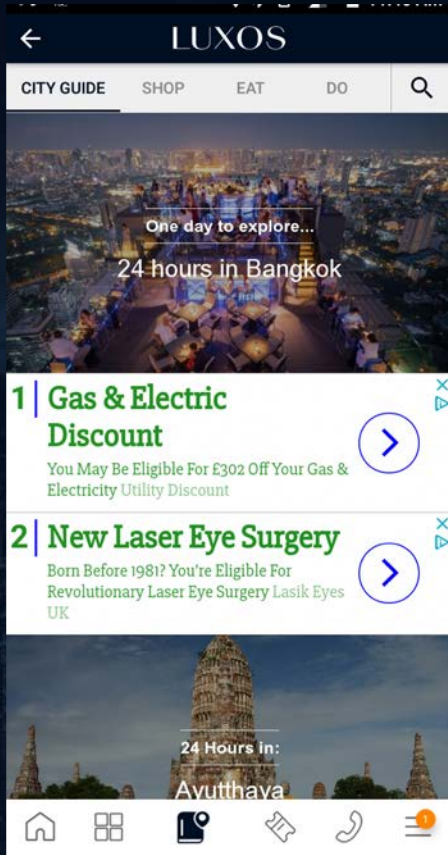 LUXOS
CITY GUIDE SHOP EAT DO
One day to explore...
24 hours in Bangkok
1 Gas & Electric
Discount
You May Be Eligible For £302 Off Your Gas &
Electricity Utility Discount
2 New Laser Eye Surgery
Born Before 1981? You're Eligible For
Revolutionary Laser Eye Surgery Lasik Eyes
UK
24 Hours in:
Ayutthaya
1